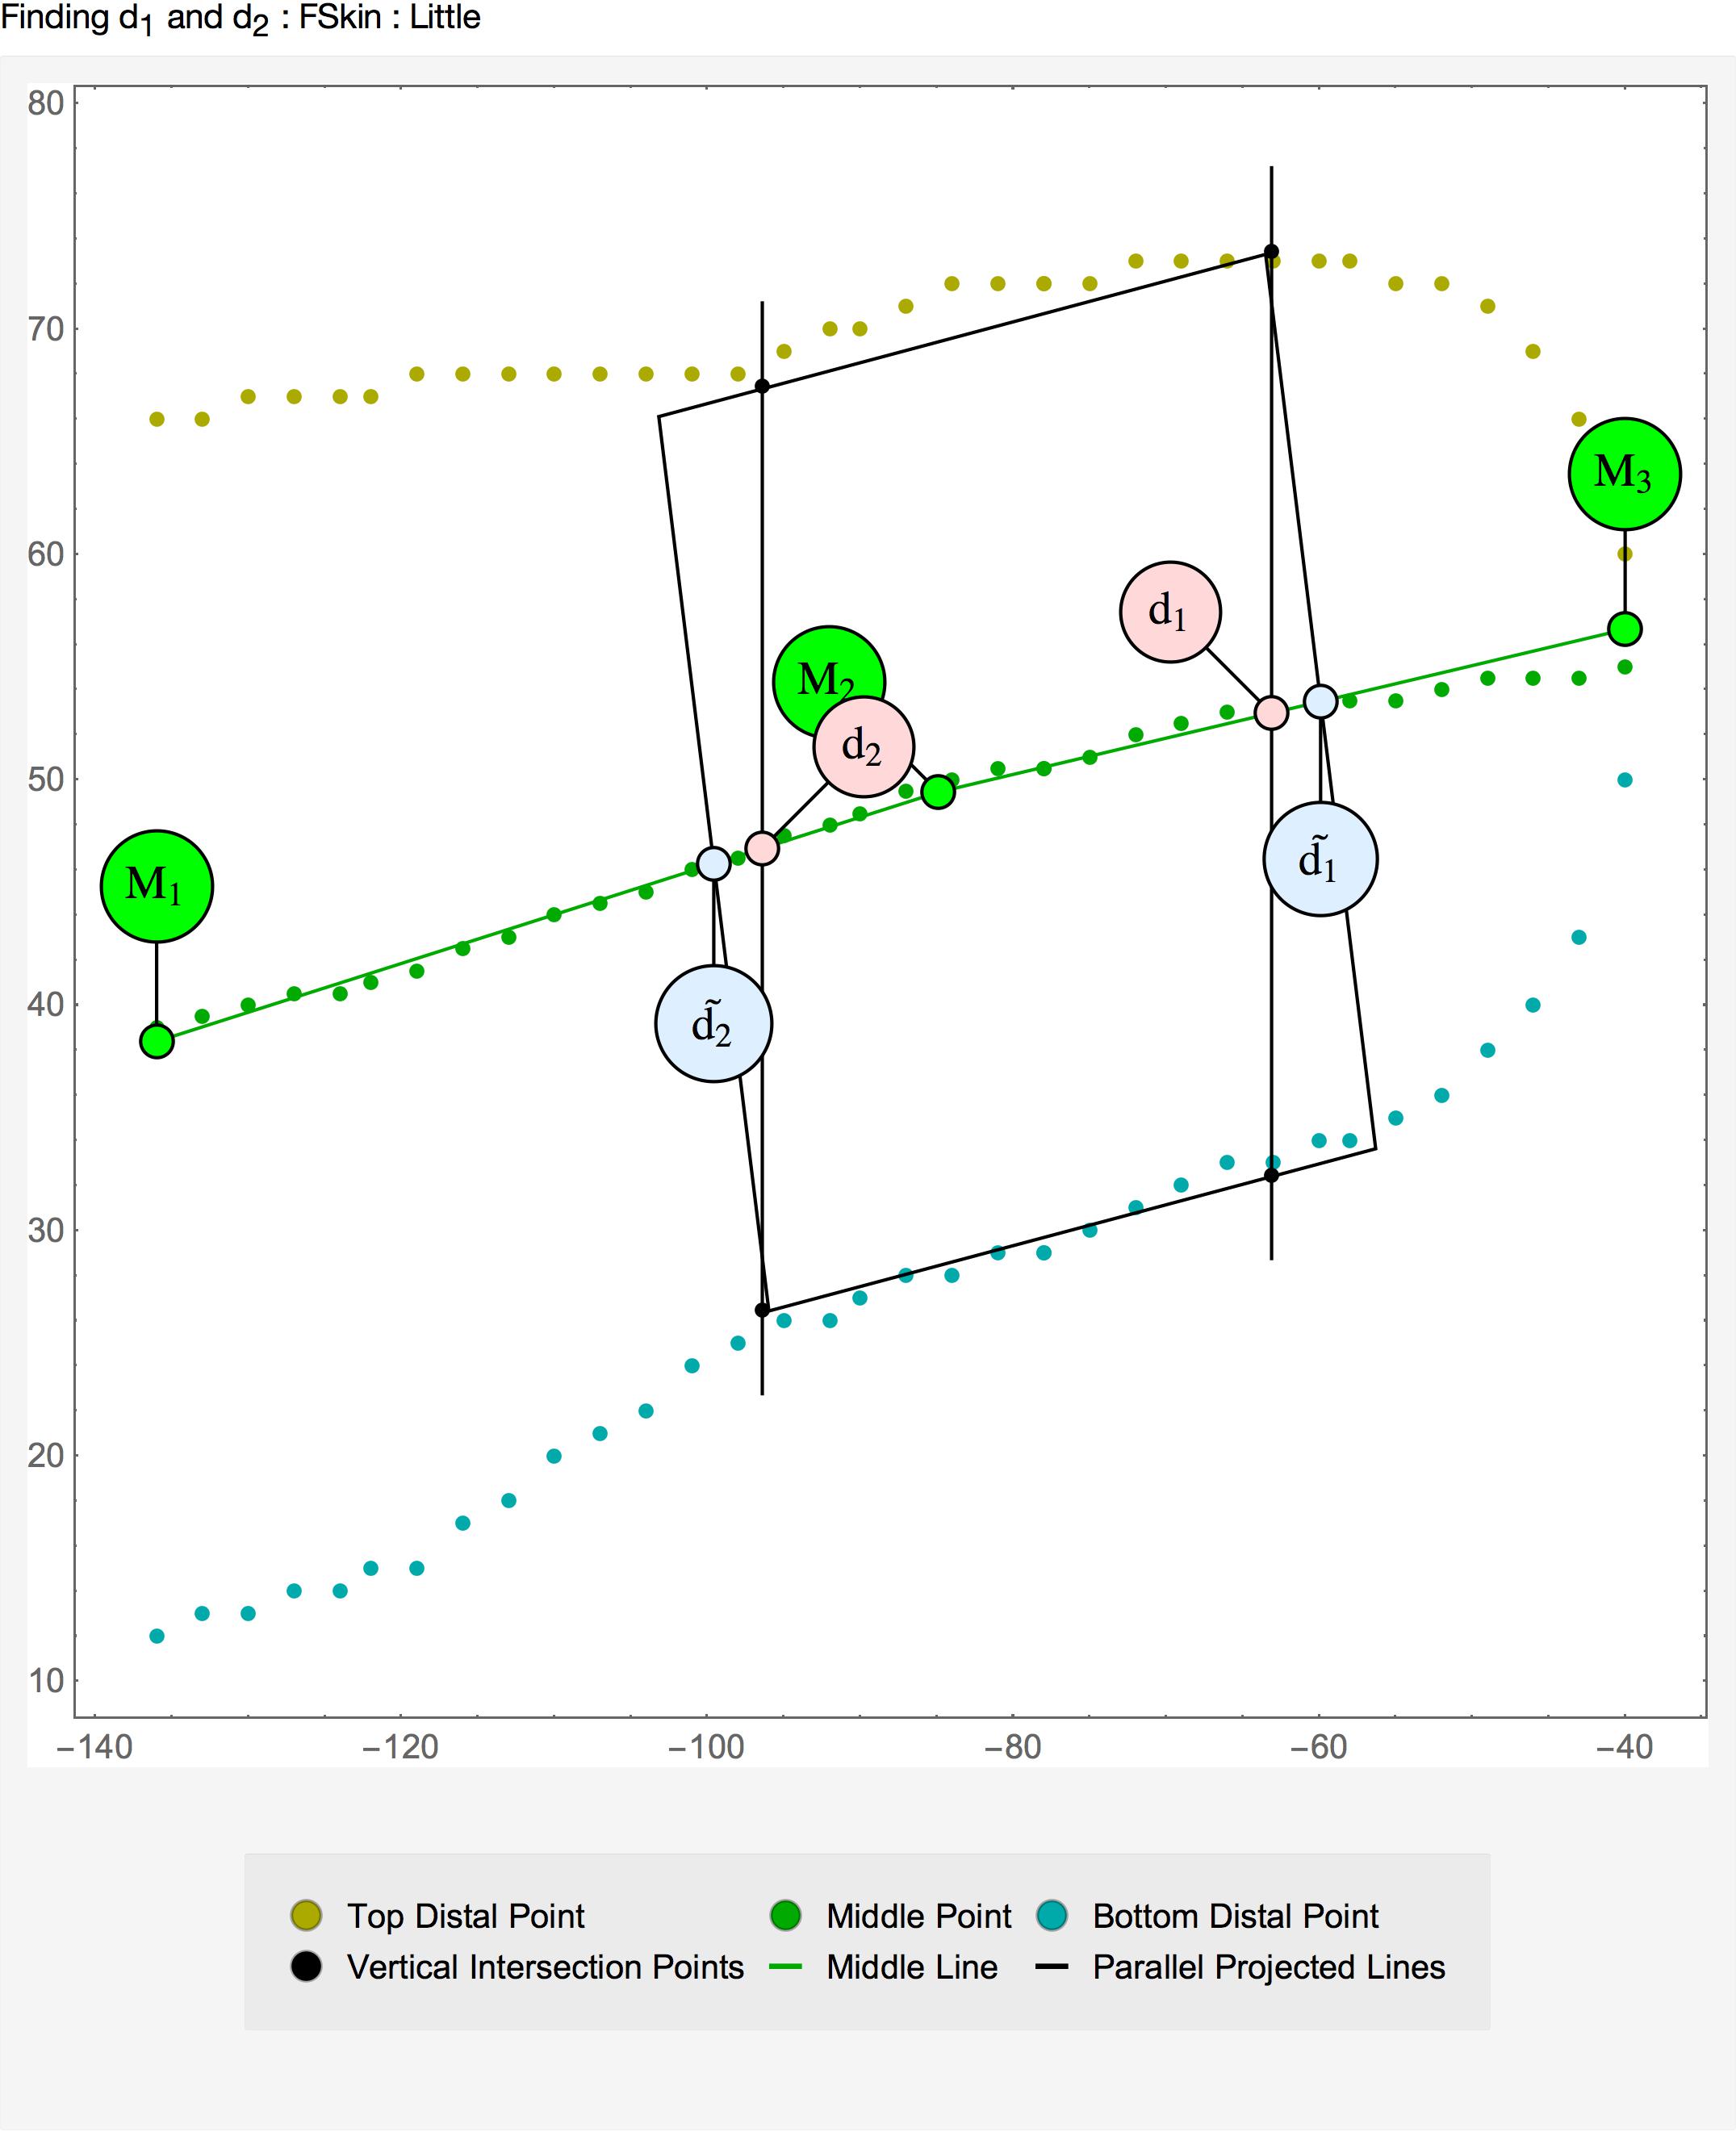 Finding d₁ and d₂ : FSkin : Little
80
70
60
50
40
30
20
10
M₃
d₁
M₂
d₂
d̃₁
M₁
d̃₂
−140 −120 −100 −80 −60 −40
Top Distal Point Middle Point Bottom Distal Point
Vertical Intersection Points Middle Line Parallel Projected Lines